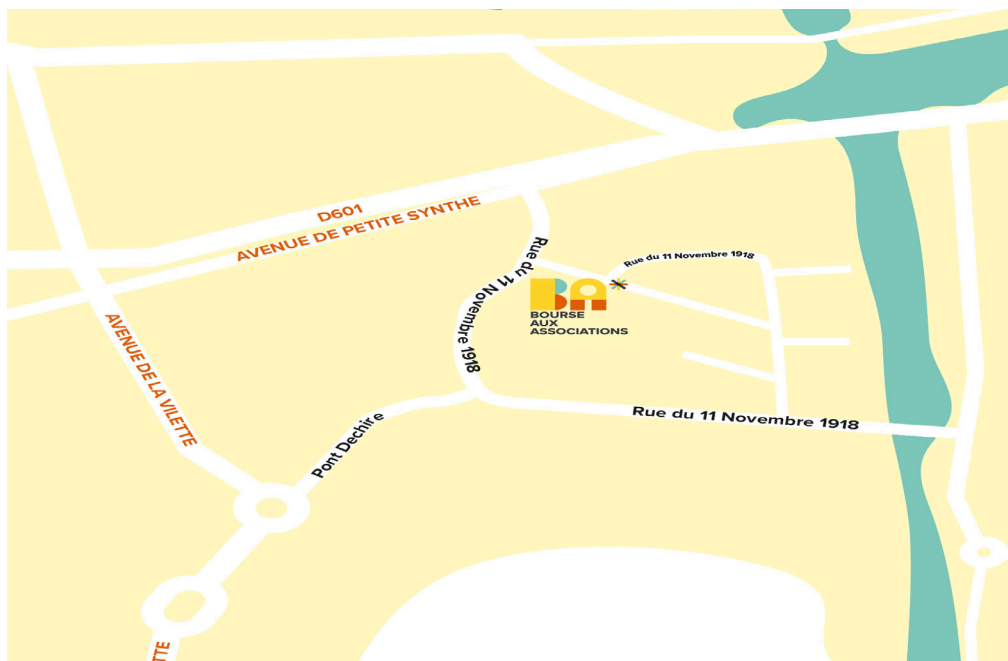 D601
AVENUE DE PETITE SYNTHE
Rue du 11 Novembre 1918
Rue du 11 Novembre 1918
BA
BOURSE
AUX
ASSOCIATIONS
AVENUE DE LA VILETTE
Pont Dechire
Rue du 11 Novembre 1918
TTE